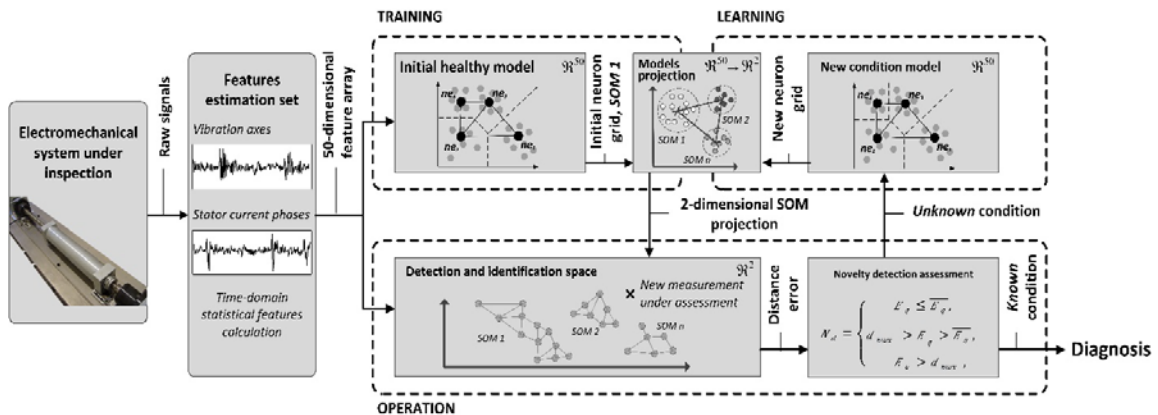 TRAINING
LEARNING
Electromechanical
system under
inspection
Raw signals
Features
estimation set
Vibration axes
Stator current phases
Time-domain
statistical features
calculation
50-dimensional
feature array
Initial healthy model
ℜ⁵⁰
Initial neuron
grid, SOM 1
Models
projection
ℜ⁵⁰ → ℜ²
SOM 1
SOM 2
SOM n
New neuron
grid
New condition model
ℜ⁵⁰
2-dimensional SOM
projection
Unknown condition
Detection and identification space
ℜ²
× New measurement
under assessment
SOM 1
SOM 2
SOM n
Distance
error
Novelty detection assessment
Known
condition
Diagnosis
OPERATION